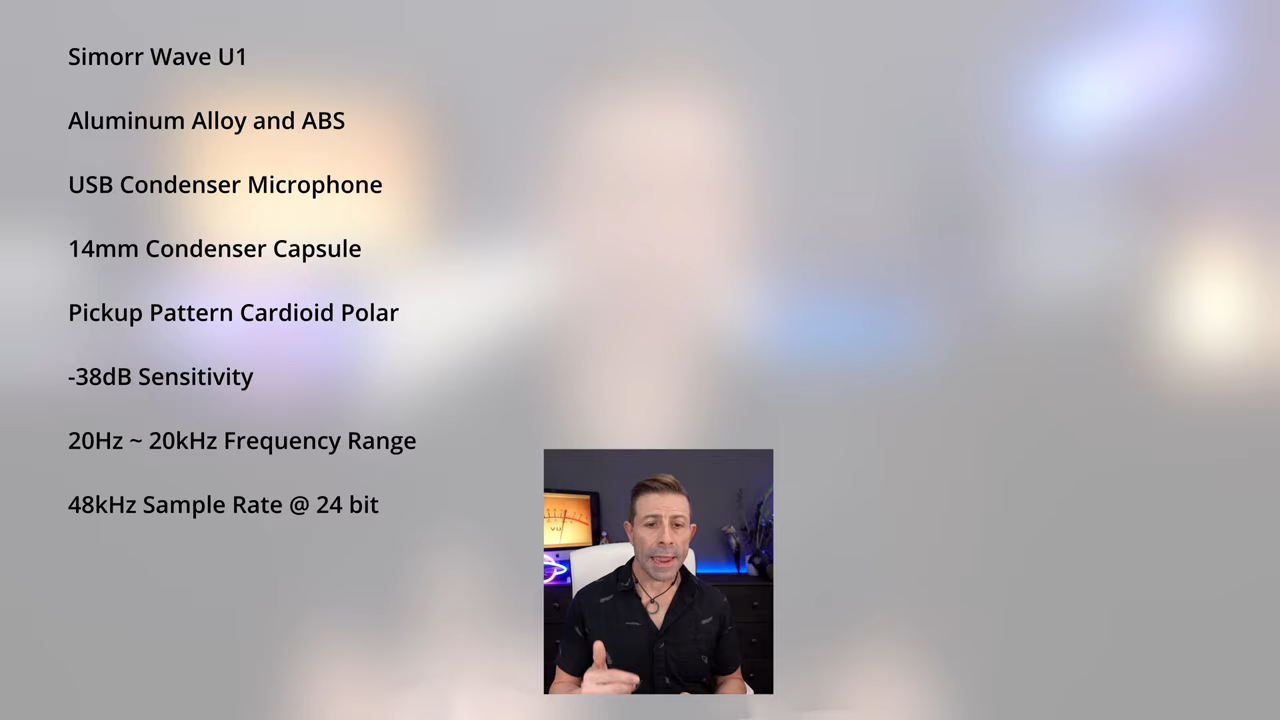 Simorr Wave U1
Aluminum Alloy and ABS
USB Condenser Microphone
14mm Condenser Capsule
Pickup Pattern Cardioid Polar
-38dB Sensitivity
20Hz ~ 20kHz Frequency Range
48kHz Sample Rate @ 24 bit
VU